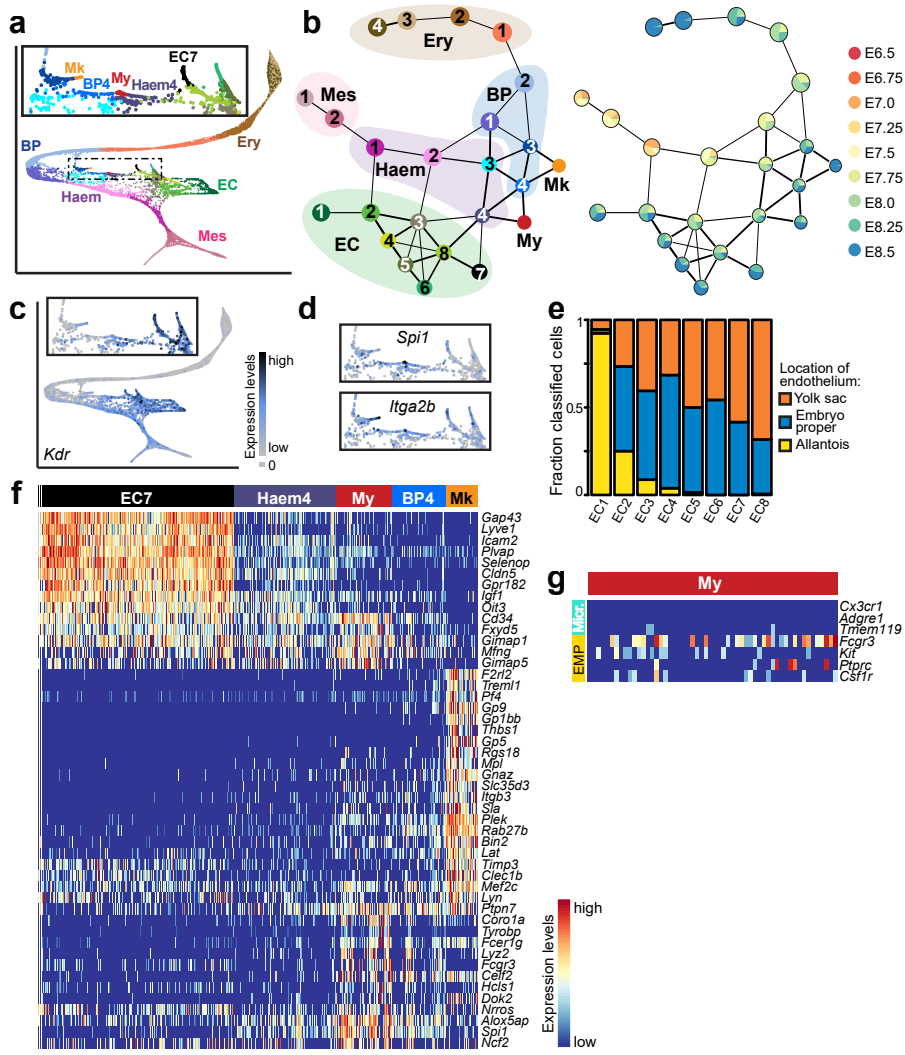 a
Mk
BP4
My
Haem4
EC7
BP
Ery
EC
Haem
Mes
b
4
3
2
1
Ery
1
Mes
2
2
BP
1
3
1
2
3
Haem
4
Mk
1
2
3
4
My
EC
4
8
5
7
6
E6.5
E6.75
E7.0
E7.25
E7.5
E7.75
E8.0
E8.25
E8.5
c
Kdr
Expression levels
high
low
0
d
Spi1
Itga2b
e
Fraction classified cells
1
0.5
0
EC1
EC2
EC3
EC4
EC5
EC6
EC7
EC8
Location of
endothelium:
Yolk sac
Embryo
proper
Allantois
f
EC7
Haem4
My
BP4
Mk
Gap43
Lyve1
Icam2
Plvap
Selenop
Cldn5
Gpr182
Igf1
Oit3
Cd34
Fxyd5
Gimap1
Mfng
Gimap5
F2rl2
Treml1
Pf4
Gp9
Gp1bb
Thbs1
Gp5
Rgs18
Mpl
Gnaz
Slc35d3
Itgb3
Sla
Plek
Rab27b
Bin2
Lat
Timp3
Clec1b
Mef2c
Lyn
Ptpn7
Coro1a
Tyrobp
Fcer1g
Lyz2
Fcgr3
Celf2
Hcls1
Dok2
Nrros
Alox5ap
Spi1
Ncf2
Expression levels
high
low
g
My
Micr.
EMP
Cx3cr1
Adgre1
Tmem119
Fcgr3
Kit
Ptprc
Csf1r